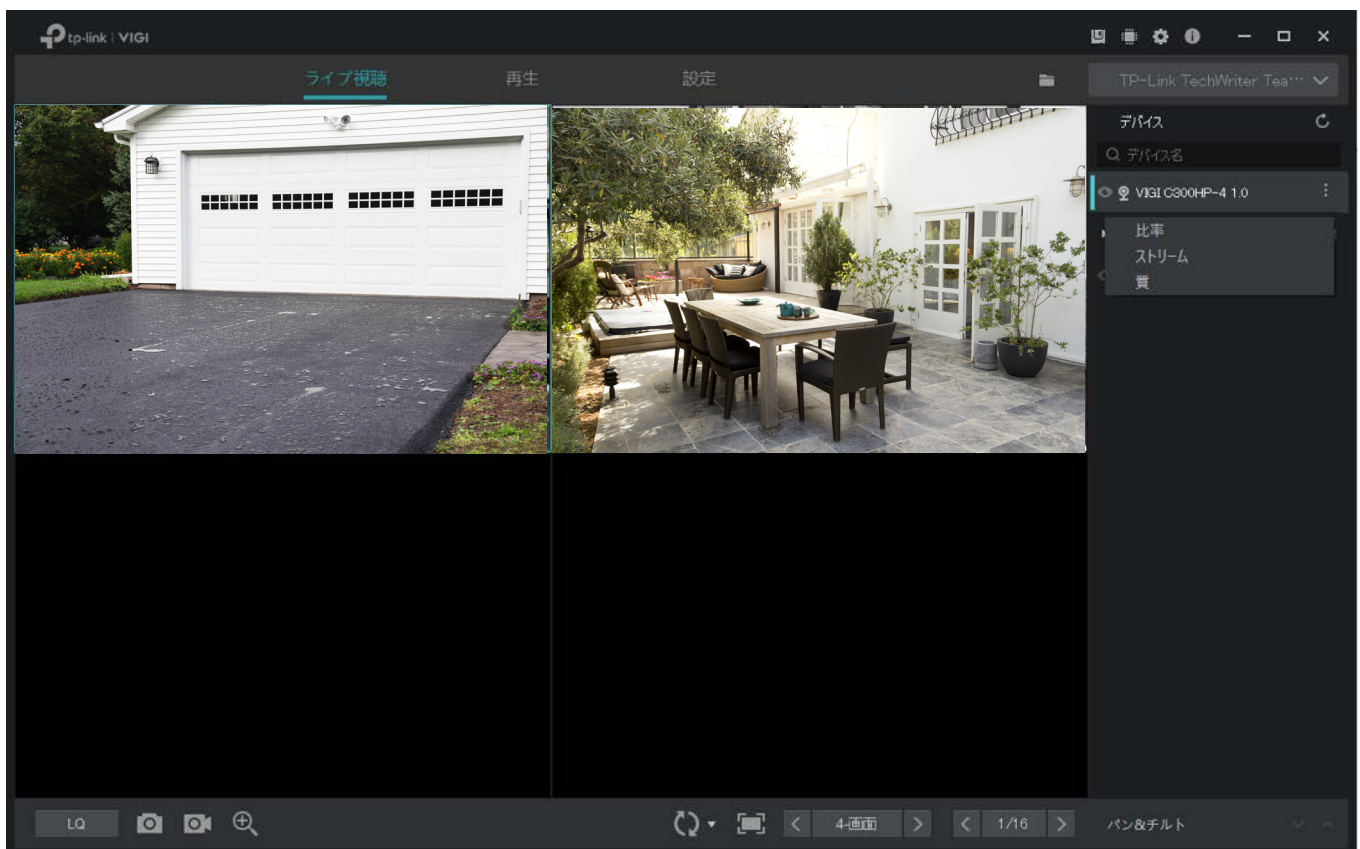 tp-link | VIGI
ライブ視聴 再生 設定 TP-Link TechWriter Tea…
デバイス
デバイス名
VIGI C300HP-4 1.0
比率
ストリーム
質
LQ 4-画面 1/16 パン&チルト